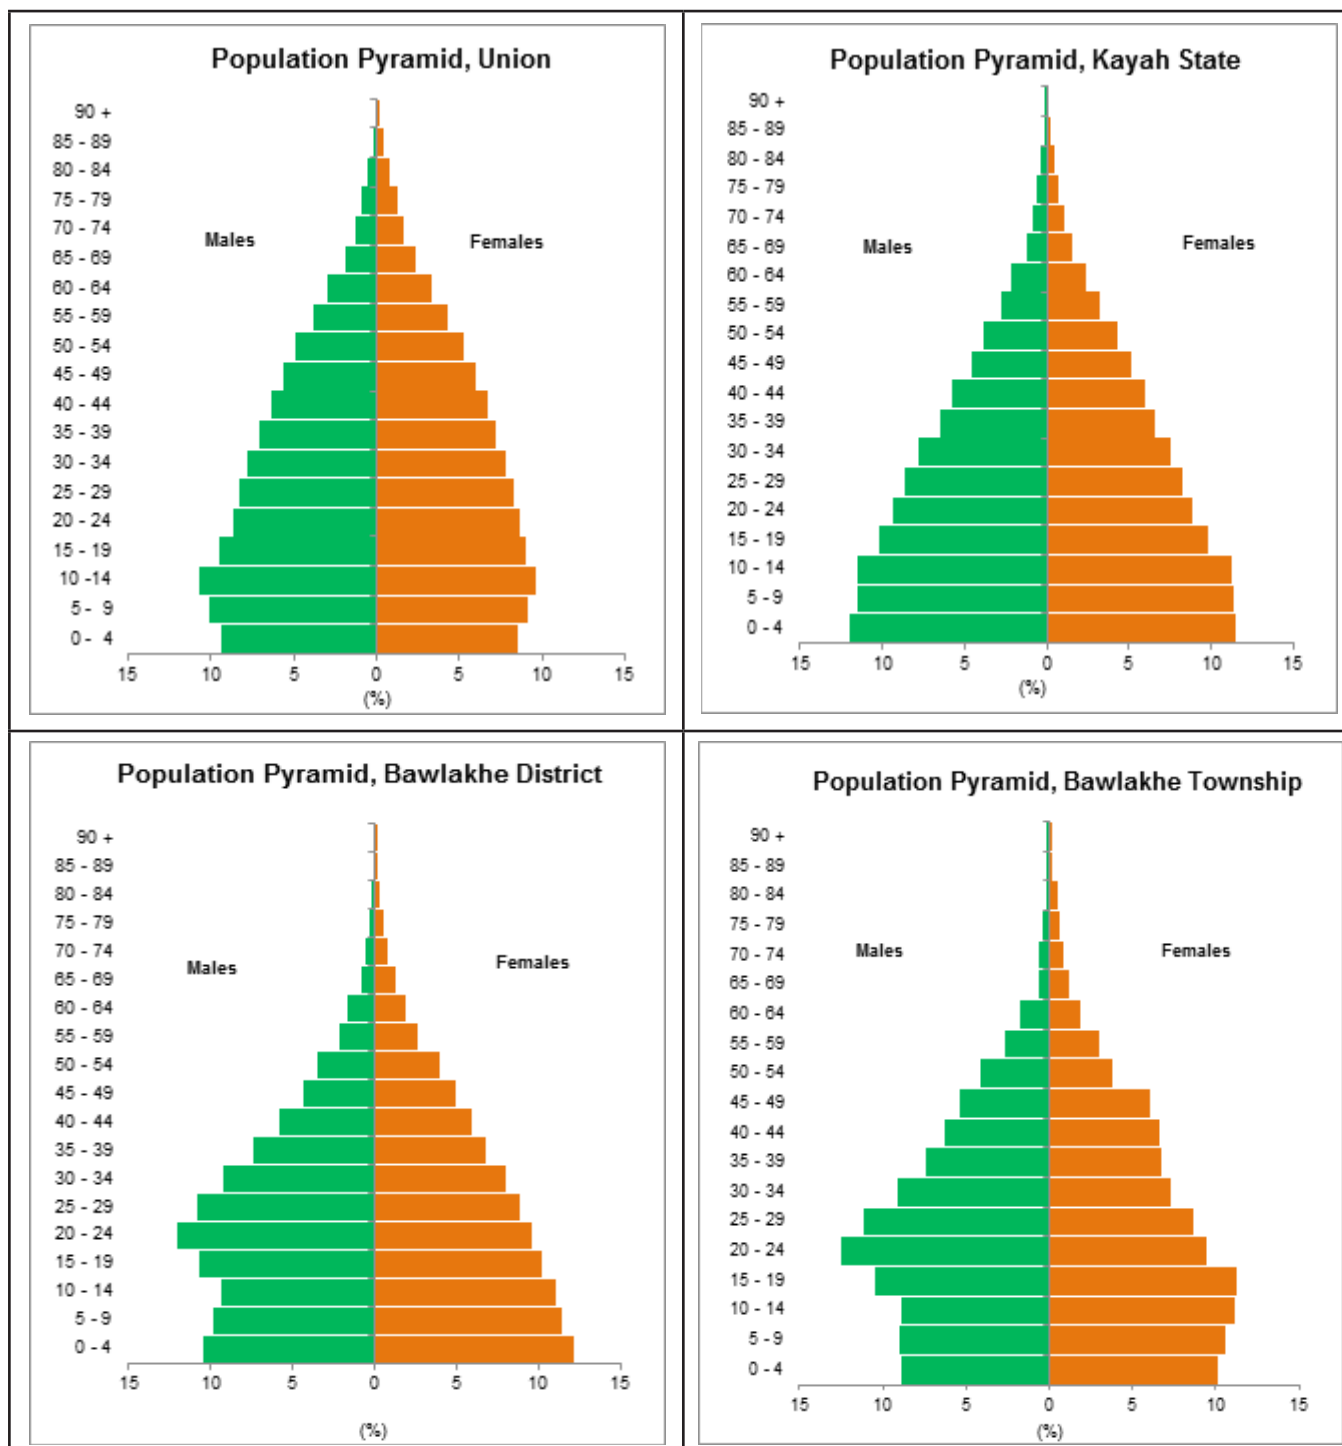 Population Pyramid, Union
90 +
85 - 89
80 - 84
75 - 79
70 - 74
Males
Females
65 - 69
60 - 64
55 - 59
50 - 54
45 - 49
40 - 44
35 - 39
30 - 34
25 - 29
20 - 24
15 - 19
10 -14
5 -  9
0 -  4
15 10 5 0 5 10 15
(%)
Population Pyramid, Kayah State
90 +
85 - 89
80 - 84
75 - 79
70 - 74
Males
Females
65 - 69
60 - 64
55 - 59
50 - 54
45 - 49
40 - 44
35 - 39
30 - 34
25 - 29
20 - 24
15 - 19
10 - 14
5 - 9
0 - 4
15 10 5 0 5 10 15
(%)
Population Pyramid, Bawlakhe District
90 +
85 - 89
80 - 84
75 - 79
70 - 74
Males
Females
65 - 69
60 - 64
55 - 59
50 - 54
45 - 49
40 - 44
35 - 39
30 - 34
25 - 29
20 - 24
15 - 19
10 - 14
5 - 9
0 - 4
15 10 5 0 5 10 15
(%)
Population Pyramid, Bawlakhe Township
90 +
85 - 89
80 - 84
75 - 79
Males
Females
70 - 74
65 - 69
60 - 64
55 - 59
50 - 54
45 - 49
40 - 44
35 - 39
30 - 34
25 - 29
20 - 24
15 - 19
10 - 14
5 - 9
0 - 4
15 10 5 0 5 10 15
(%)